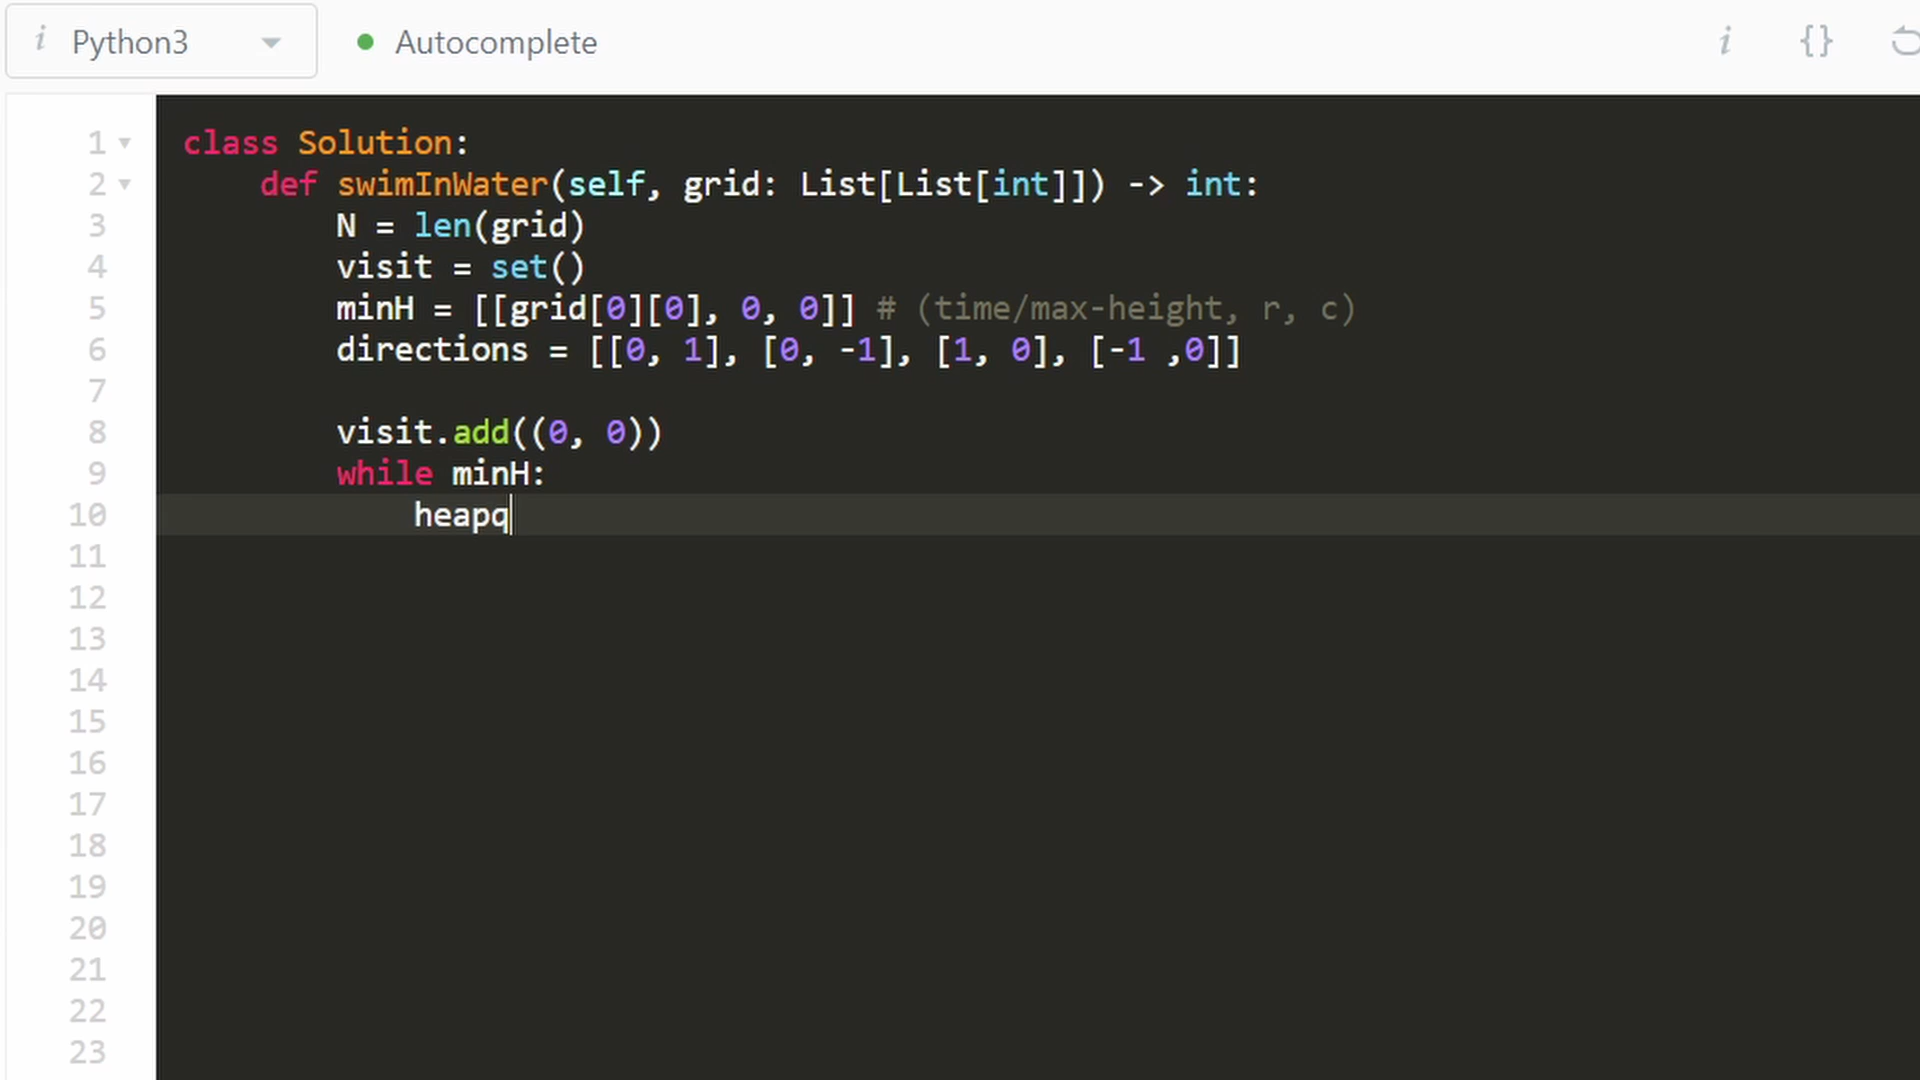 i Python3 Autocomplete i {}
1 class Solution:
2 def swimInWater(self, grid: List[List[int]]) -> int:
3 N = len(grid)
4 visit = set()
5 minH = [[grid[0][0], 0, 0]] # (time/max-height, r, c)
6 directions = [[0, 1], [0, -1], [1, 0], [-1 ,0]]
7
8 visit.add((0, 0))
9 while minH:
10 heapq
11
12
13
14
15
16
17
18
19
20
21
22
23